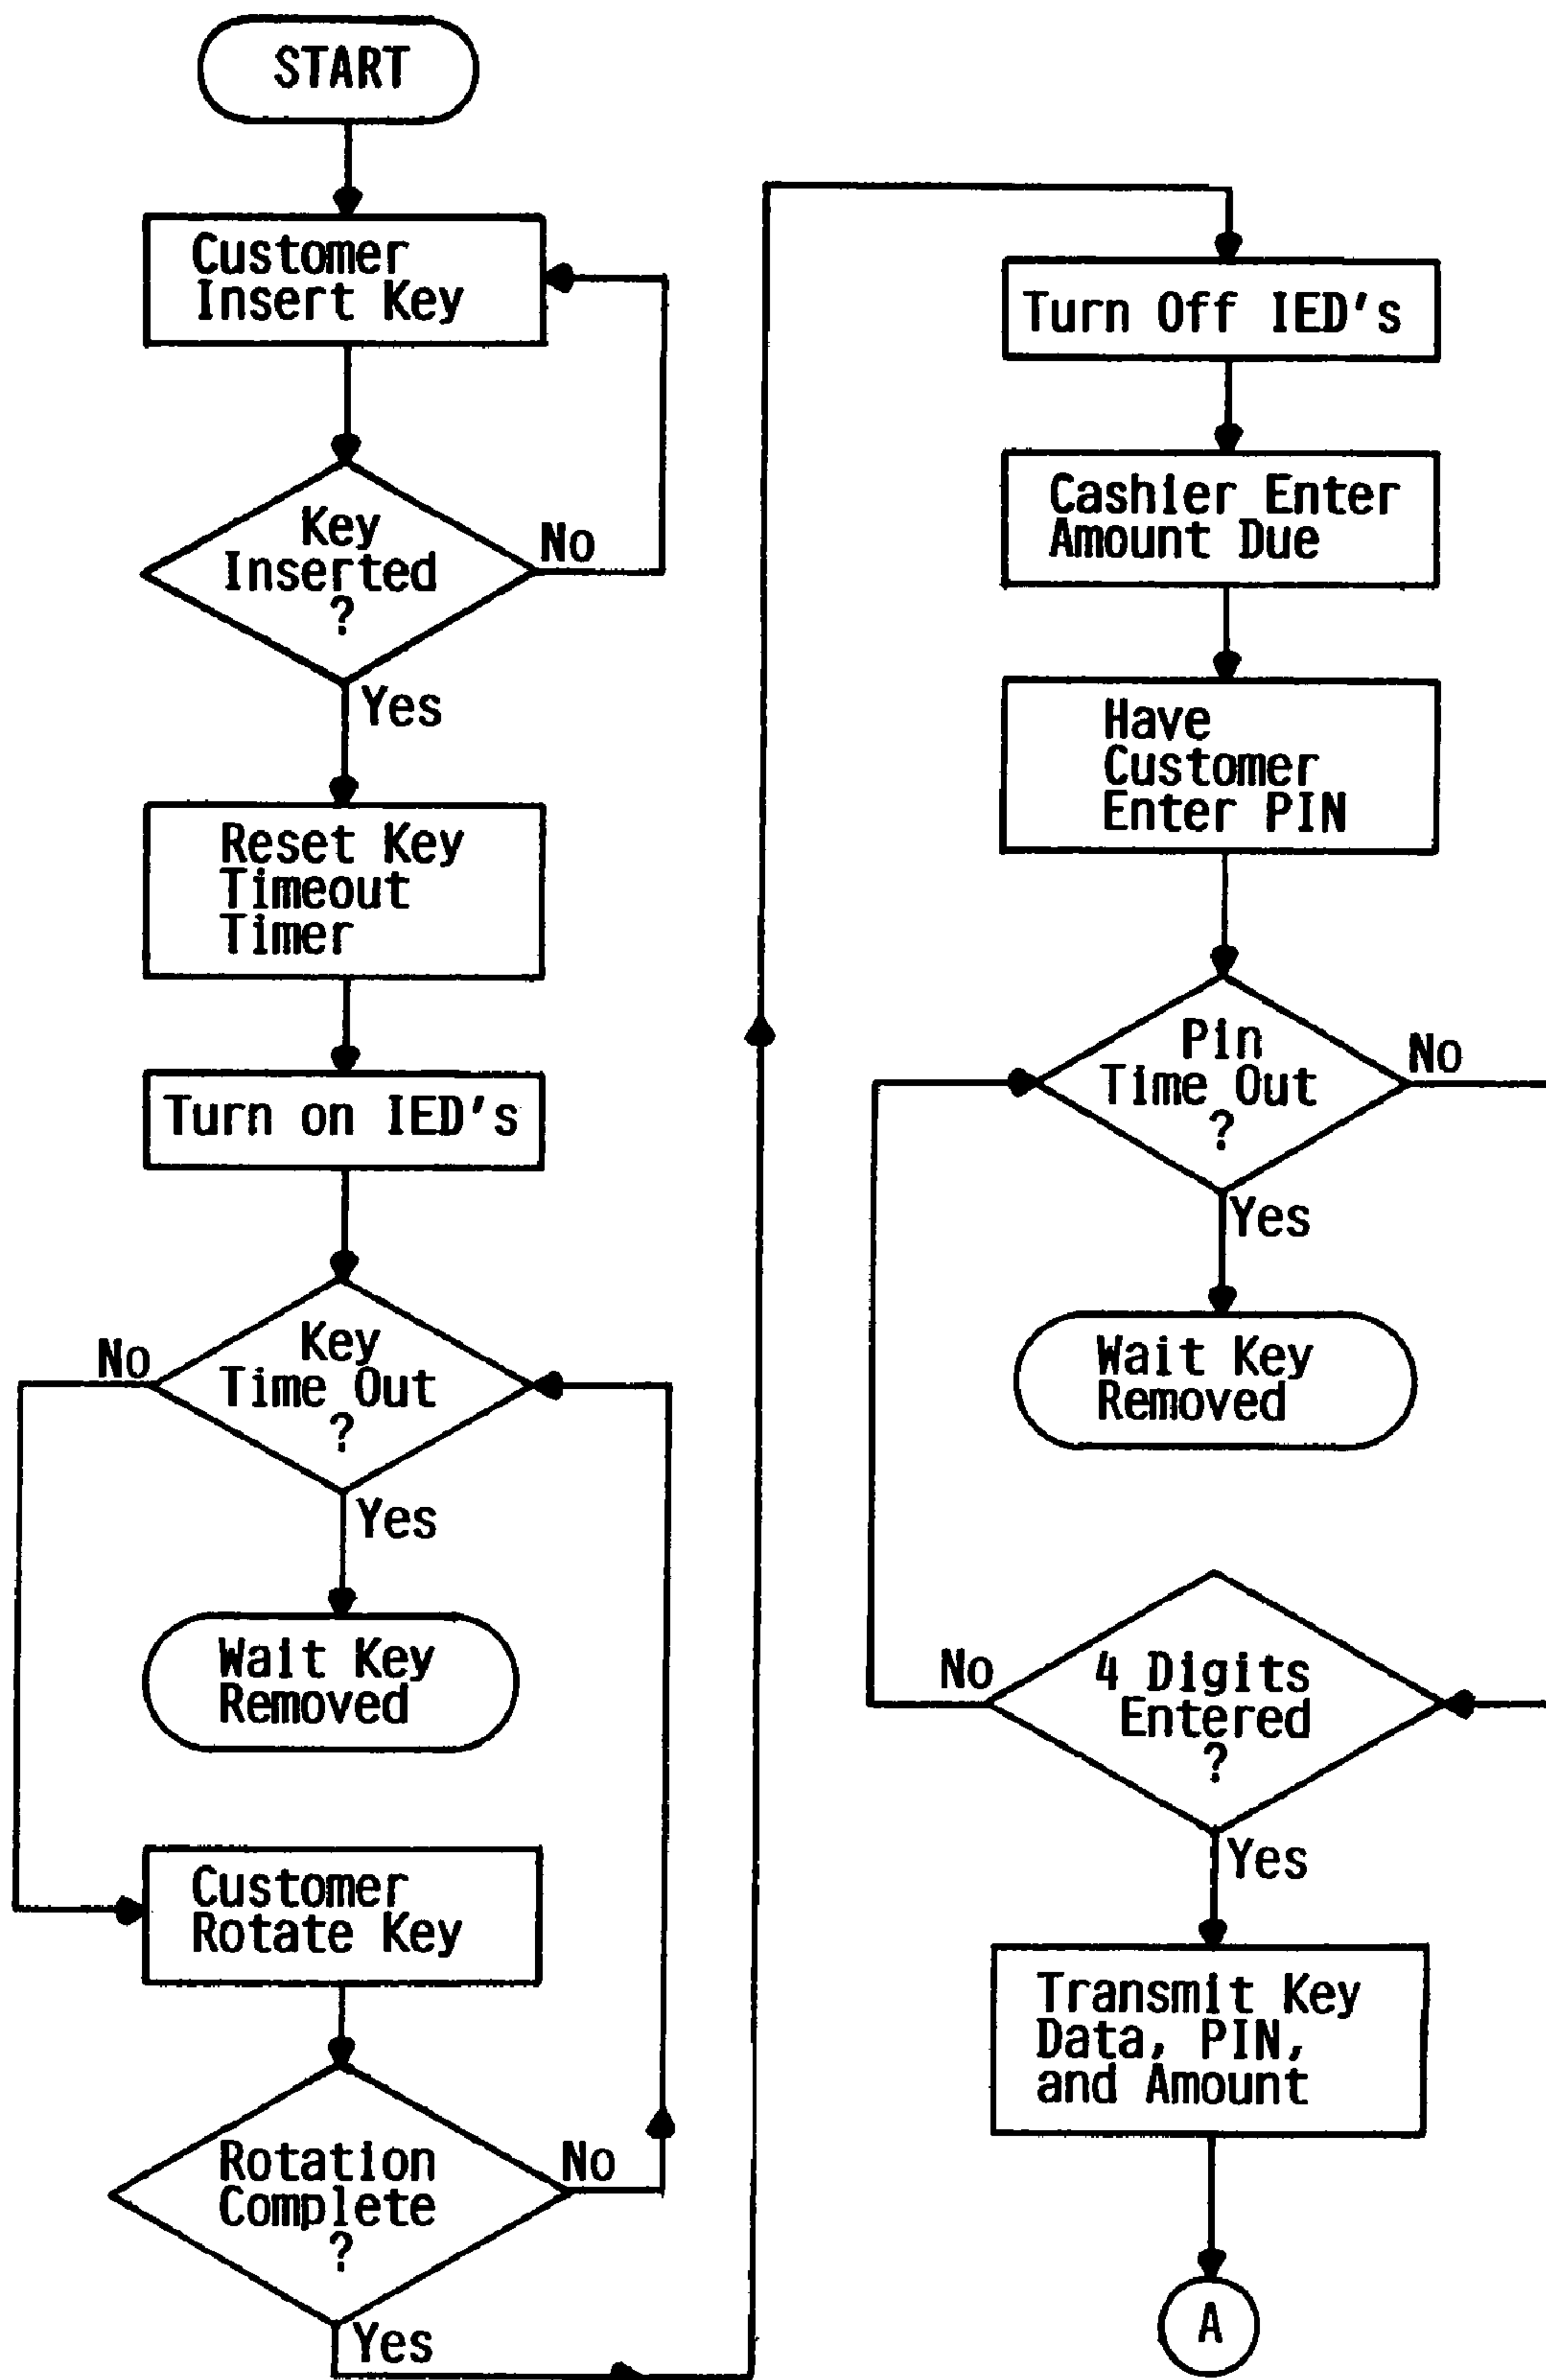 START
Customer
Insert Key
Key
Inserted
?
No
Yes
Reset Key
Timeout
Timer
Turn on IED's
Key
Time Out
?
No
Yes
Wait Key
Removed
Customer
Rotate Key
Rotation
Complete
?
No
Yes
Turn Off IED's
Cashier Enter
Amount Due
Have
Customer
Enter PIN
Pin
Time Out
?
No
Yes
Wait Key
Removed
4 Digits
Entered
?
No
Yes
Transmit Key
Data, PIN,
and Amount
A